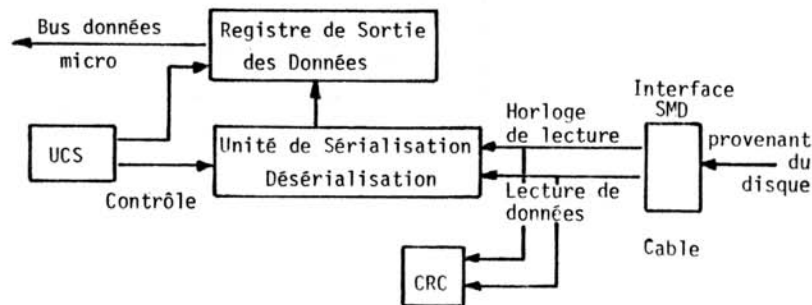 Bus données
micro
Registre de Sortie
des Données
UCS
Contrôle
Unité de Sérialisation
Désérialisation
Horloge
de lecture
Lecture de
données
Interface
SMD
provenant
du
disque
Cable
CRC